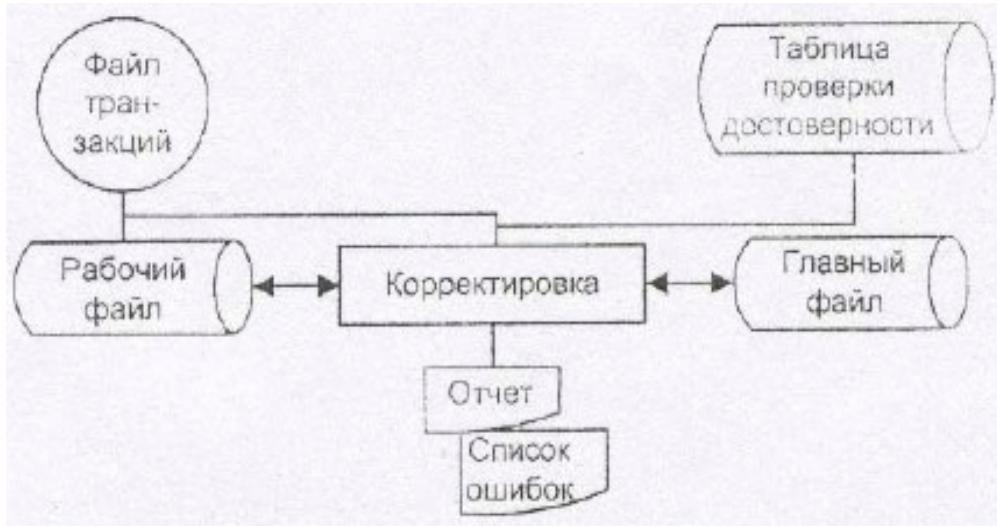 Файл
тран-
закций
Таблица
проверки
достоверности
Рабочий
файл
Корректировка
Главный
файл
Отчет
Список
ошибок